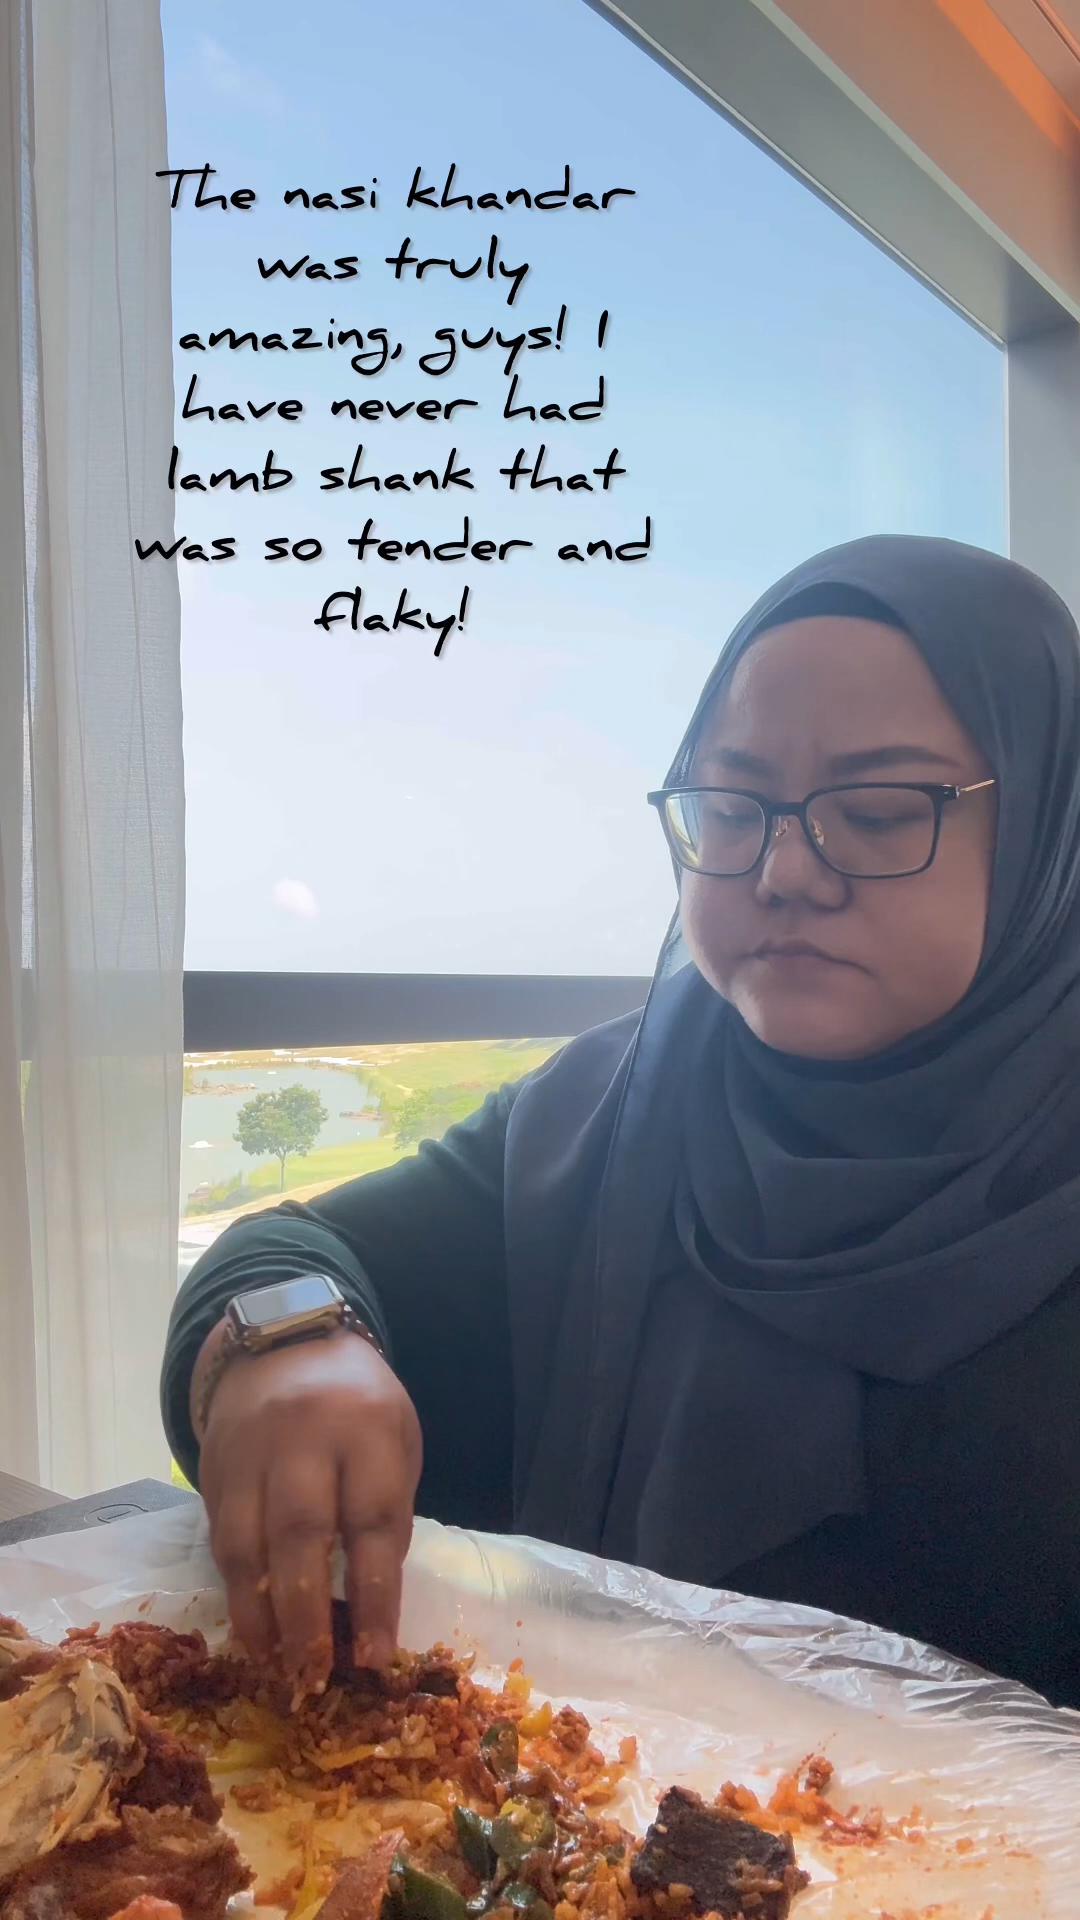 The nasi khandar
was truly
amazing, guys! I
have never had
lamb shank that
was so tender and
flaky!